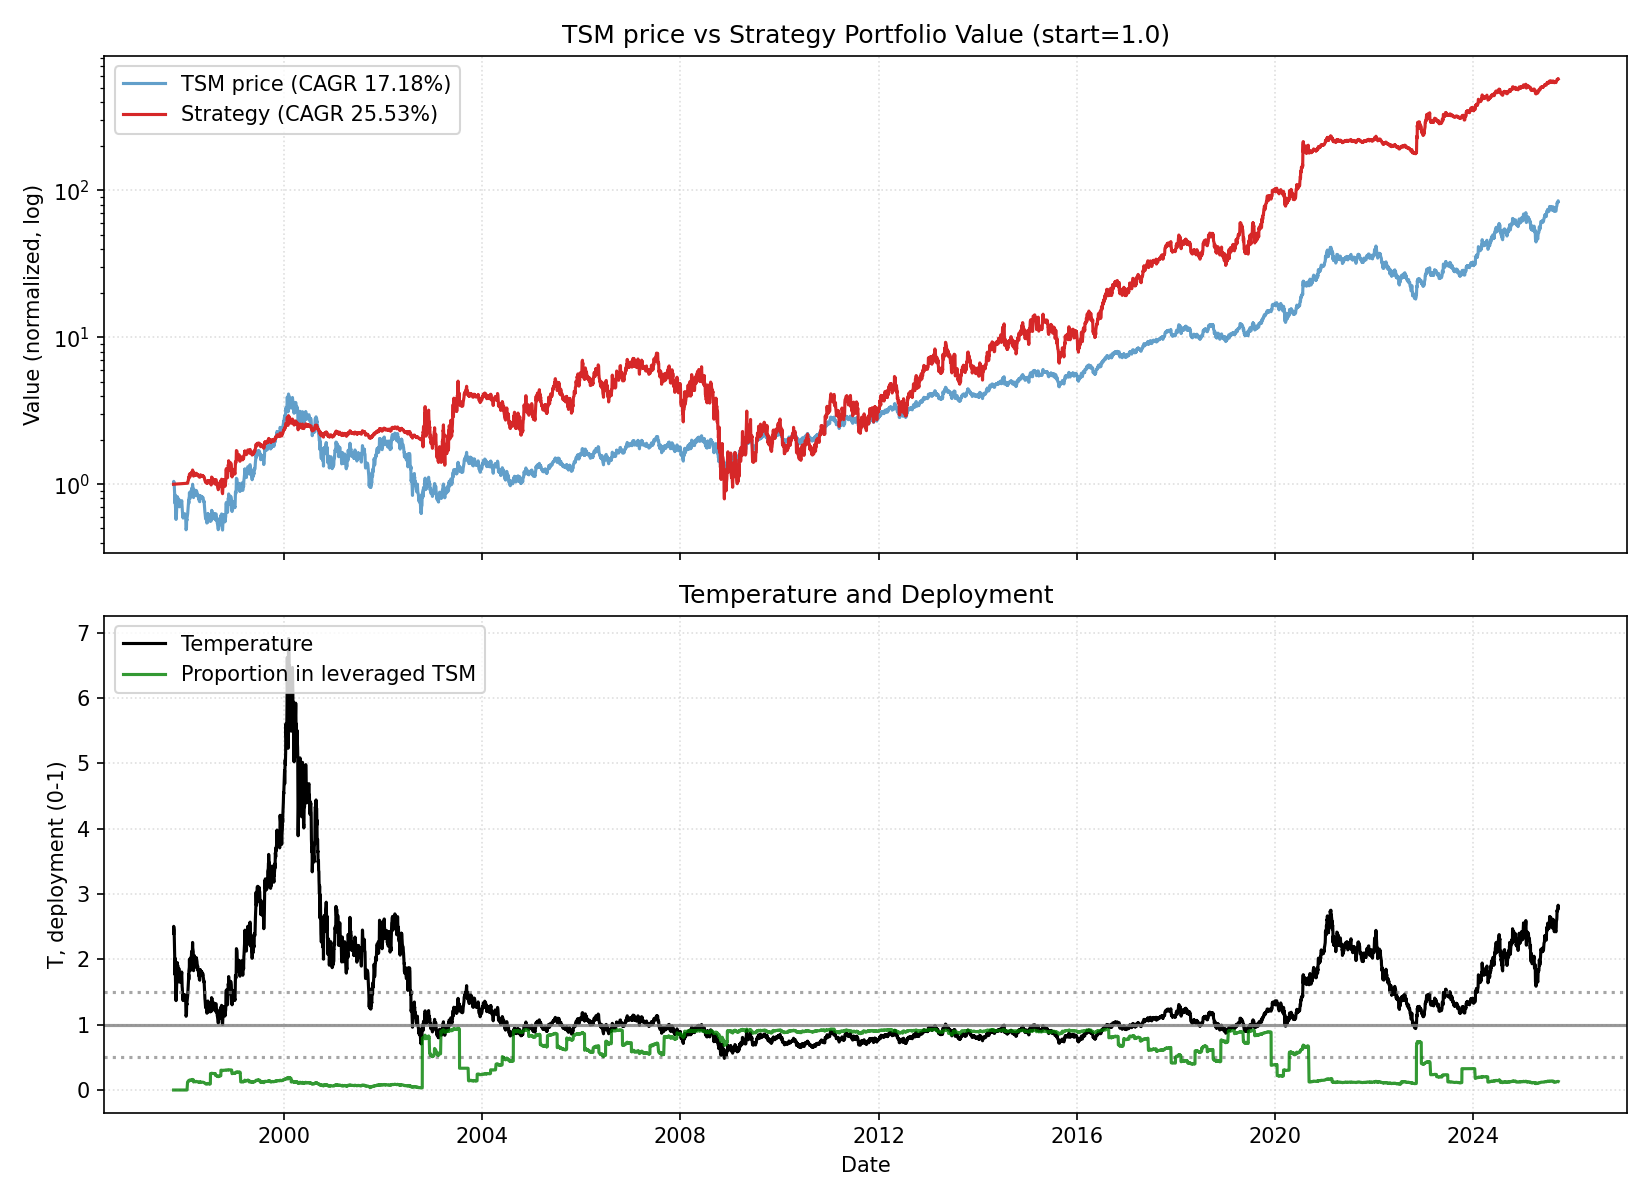 TSM price vs Strategy Portfolio Value (start=1.0)
TSM price (CAGR 17.18%)
Strategy (CAGR 25.53%)
Value (normalized, log)
10²
10¹
10⁰
Temperature and Deployment
Temperature
Proportion in leveraged TSM
T, deployment (0-1)
7
6
5
4
3
2
1
0
2000 2004 2008 2012 2016 2020 2024
Date